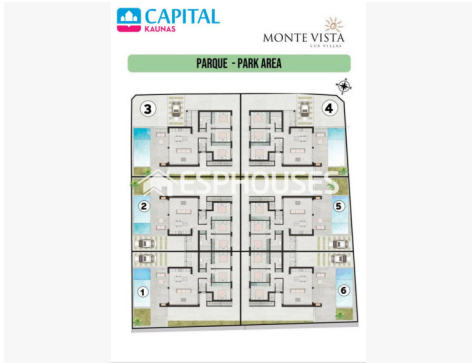 CAPITAL
KAUNAS
MONTE VISTA
LUX VILLAS
PARQUE - PARK AREA
3
4
ESPHOUSES
2
5
1
6